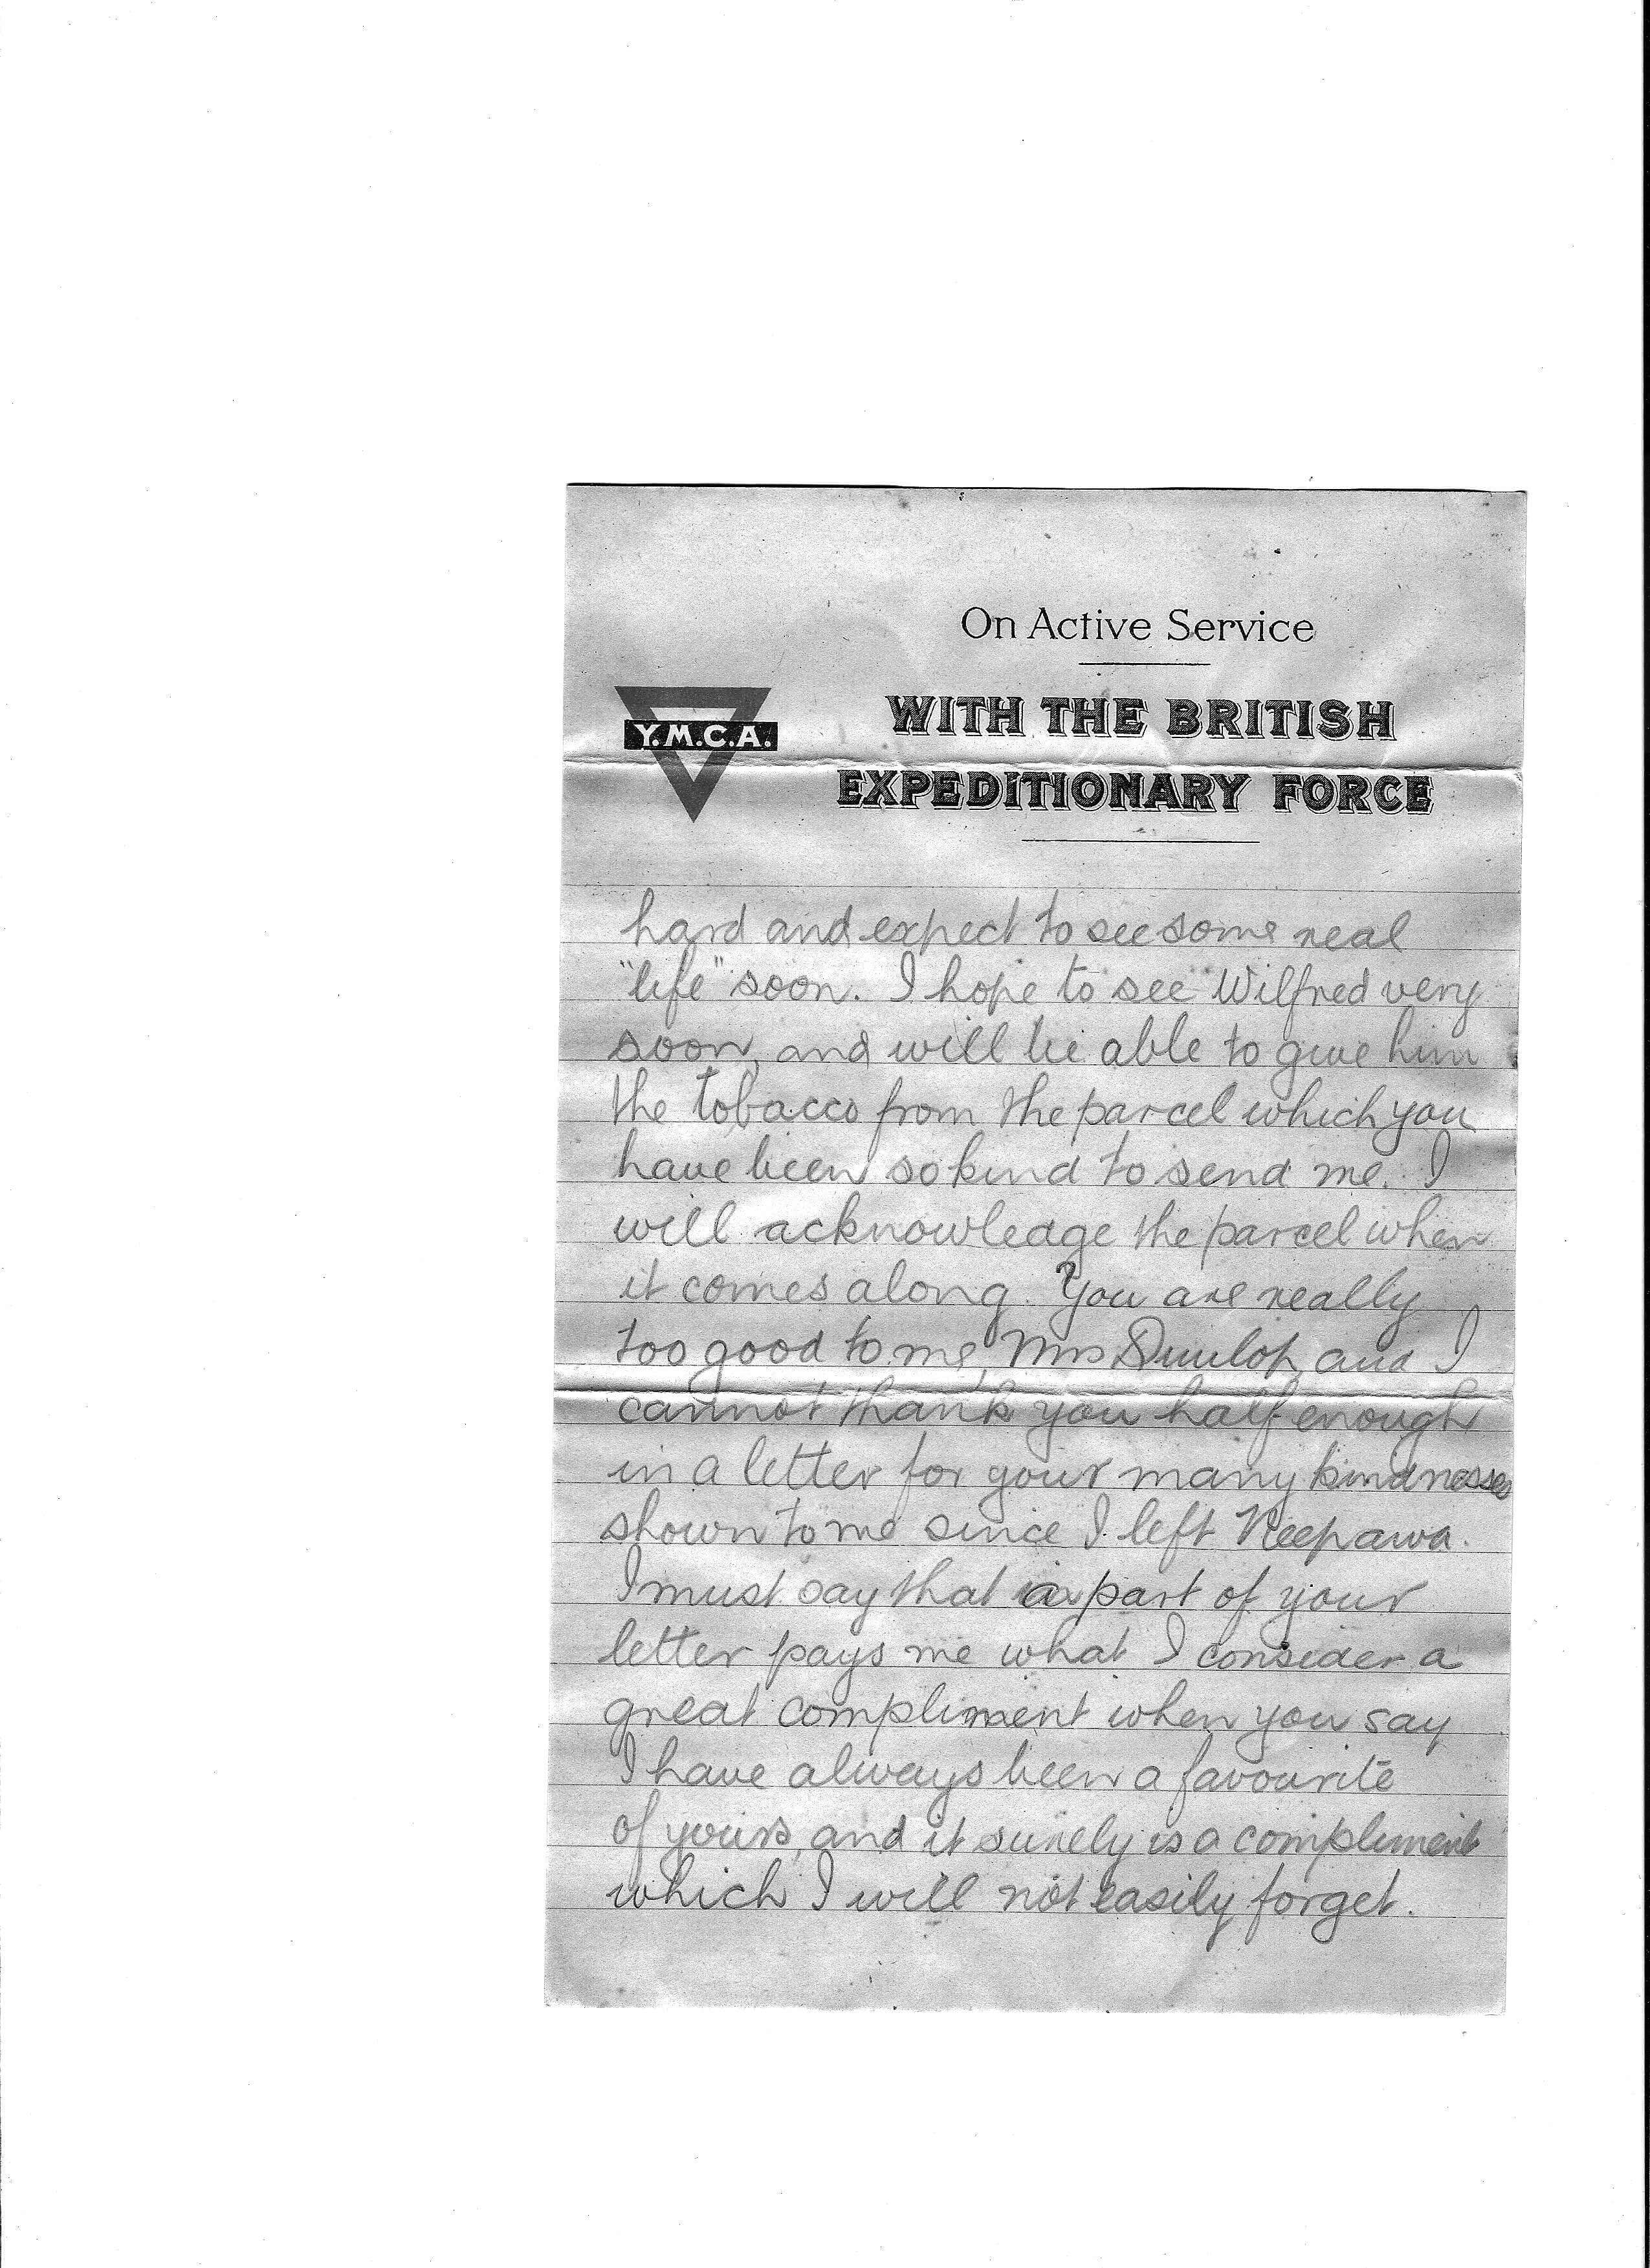 On Active Service
Y.M.C.A.
WITH THE BRITISH
EXPEDITIONARY FORCE
hard and expect to see some real
"life" soon. I hope to see Wilfred very
soon, and will be able to give him
the tobacco from the parcel which you
have been so kind to send me. I
will acknowledge the parcel when
it comes along. You are really
too good to me, Mrs Dunlop, and I
cannot thank you half enough
in a letter for your many kindnesses
shown to me since I left Neepawa.
I must say that a part of your
letter pays me what I consider a
great compliment when you say
I have always been a favourite
of yours, and it surely is a compliment
which I will not easily forget.